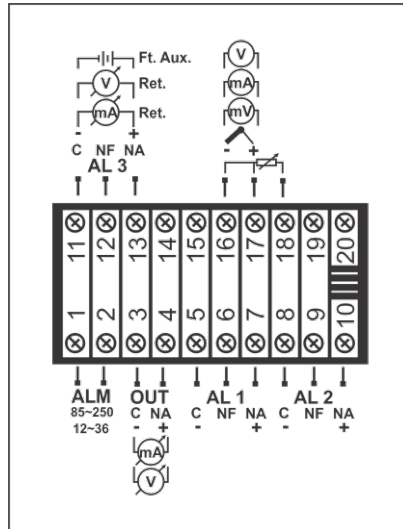 Ft. Aux.
V
V Ret.
mA
mA Ret.
mV
- +
C NF NA
- +
AL 3
11 12 13 14 15 16 17 18 19 20
1 2 3 4 5 6 7 8 9 10
ALM OUT AL 1 AL 2
85~250 C NA C NF NA C NF NA
12~36 - + - + - +
mA
V